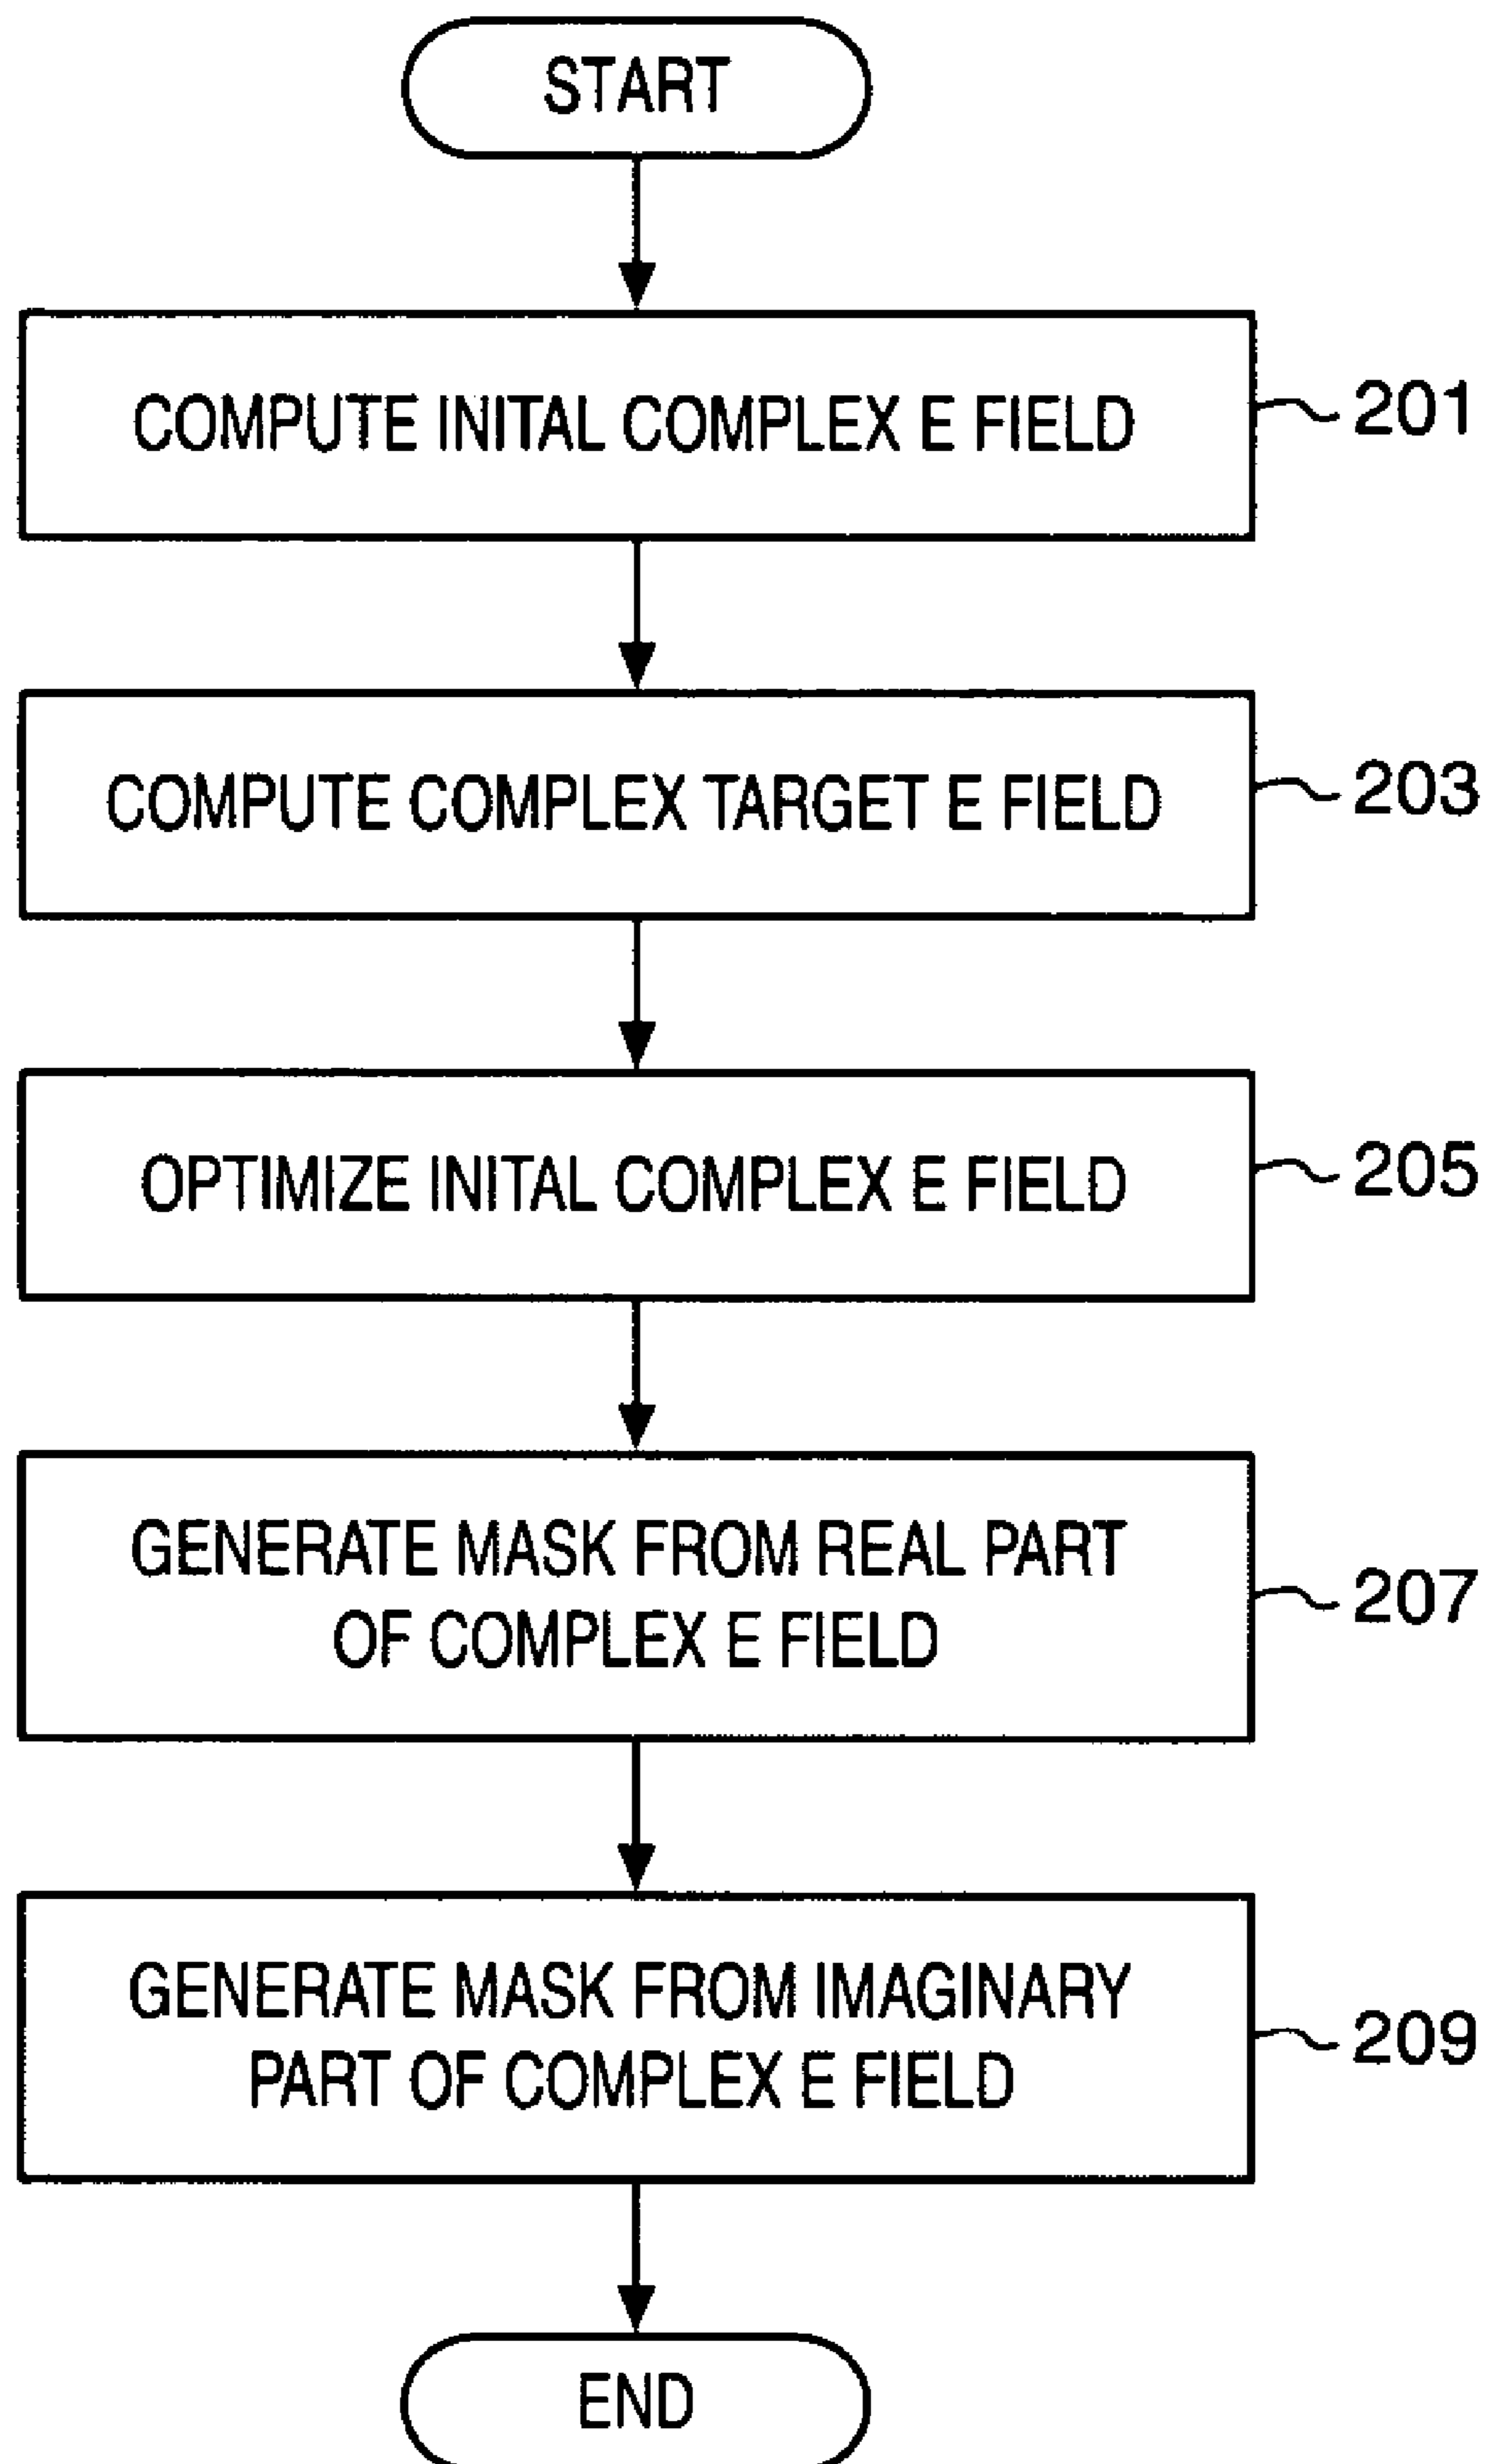 START
COMPUTE INITAL COMPLEX E FIELD
201
COMPUTE COMPLEX TARGET E FIELD
203
OPTIMIZE INITAL COMPLEX E FIELD
205
GENERATE MASK FROM REAL PART
OF COMPLEX E FIELD
207
GENERATE MASK FROM IMAGINARY
PART OF COMPLEX E FIELD
209
END